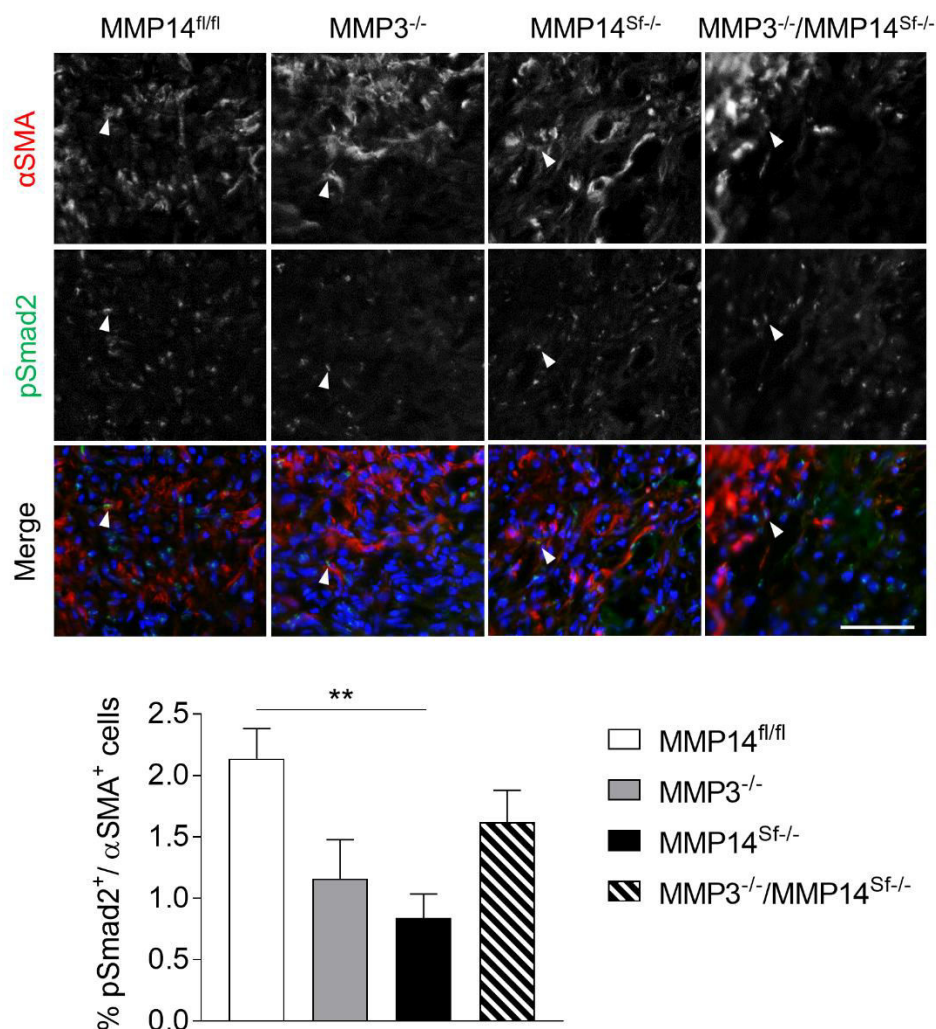 MMP14fl/fl MMP3-/- MMP14Sf-/- MMP3-/-/MMP14Sf-/-
αSMA
pSmad2
Merge
% pSmad2+/ αSMA+ cells
2.5
2.0
1.5
1.0
0.5
0.0
**
MMP14fl/fl
MMP3-/-
MMP14Sf-/-
MMP3-/-/MMP14Sf-/-